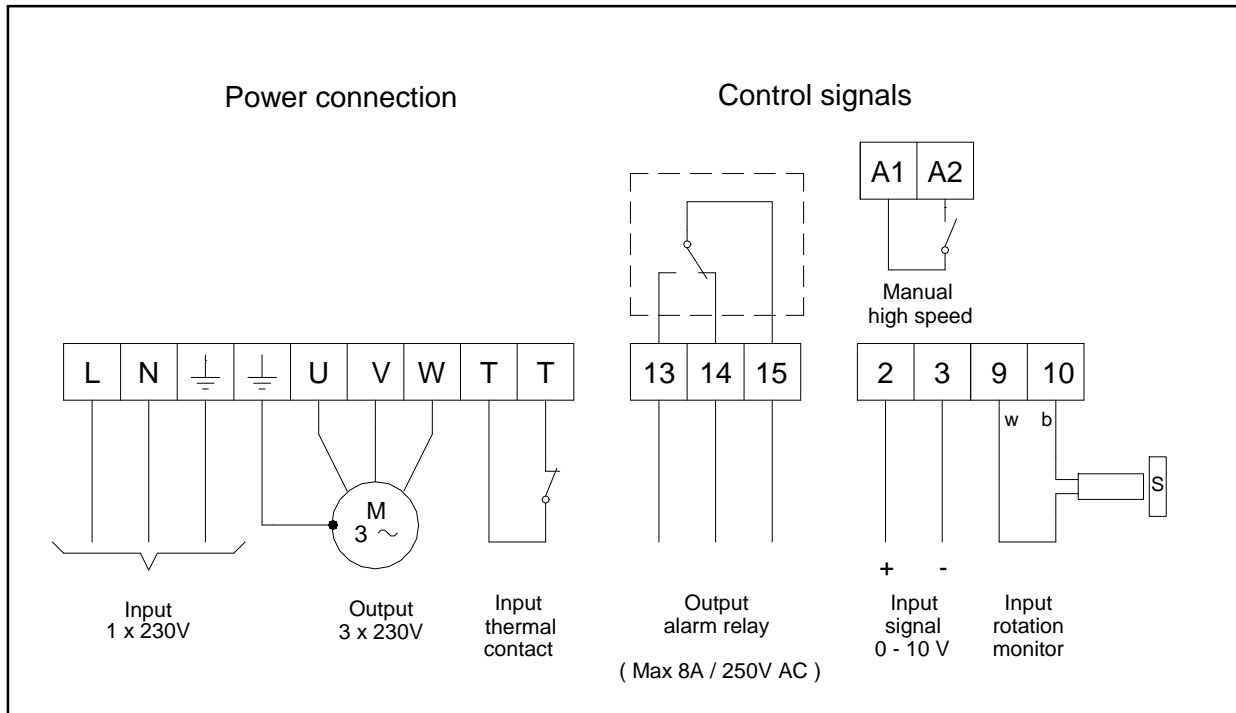 Power connection
Control signals
A1 A2
Manual
high speed
L N U V W T T
13 14 15
2 3 9 10
w b
S
M
3 ~
+ -
Input
1 x 230V
Output
3 x 230V
Input
thermal
contact
Output
alarm relay
( Max 8A / 250V AC )
Input
signal
0 - 10 V
Input
rotation
monitor